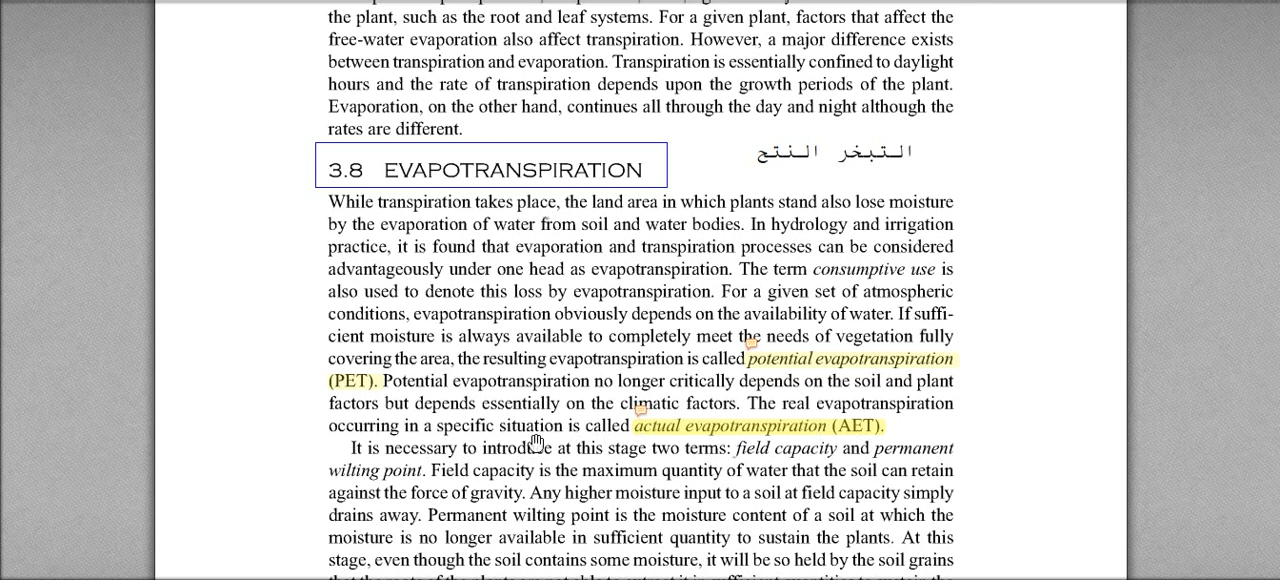 the plant, such as the root and leaf systems. For a given plant, factors that affect the
free-water evaporation also affect transpiration. However, a major difference exists
between transpiration and evaporation. Transpiration is essentially confined to daylight
hours and the rate of transpiration depends upon the growth periods of the plant.
Evaporation, on the other hand, continues all through the day and night although the
rates are different.
التبخر النتح
3.8 EVAPOTRANSPIRATION
While transpiration takes place, the land area in which plants stand also lose moisture
by the evaporation of water from soil and water bodies. In hydrology and irrigation
practice, it is found that evaporation and transpiration processes can be considered
advantageously under one head as evapotranspiration. The term consumptive use is
also used to denote this loss by evapotranspiration. For a given set of atmospheric
conditions, evapotranspiration obviously depends on the availability of water. If suffi-
cient moisture is always available to completely meet the needs of vegetation fully
covering the area, the resulting evapotranspiration is called potential evapotranspiration
(PET). Potential evapotranspiration no longer critically depends on the soil and plant
factors but depends essentially on the climatic factors. The real evapotranspiration
occurring in a specific situation is called actual evapotranspiration (AET).
It is necessary to introduce at this stage two terms: field capacity and permanent
wilting point. Field capacity is the maximum quantity of water that the soil can retain
against the force of gravity. Any higher moisture input to a soil at field capacity simply
drains away. Permanent wilting point is the moisture content of a soil at which the
moisture is no longer available in sufficient quantity to sustain the plants. At this
stage, even though the soil contains some moisture, it will be so held by the soil grains